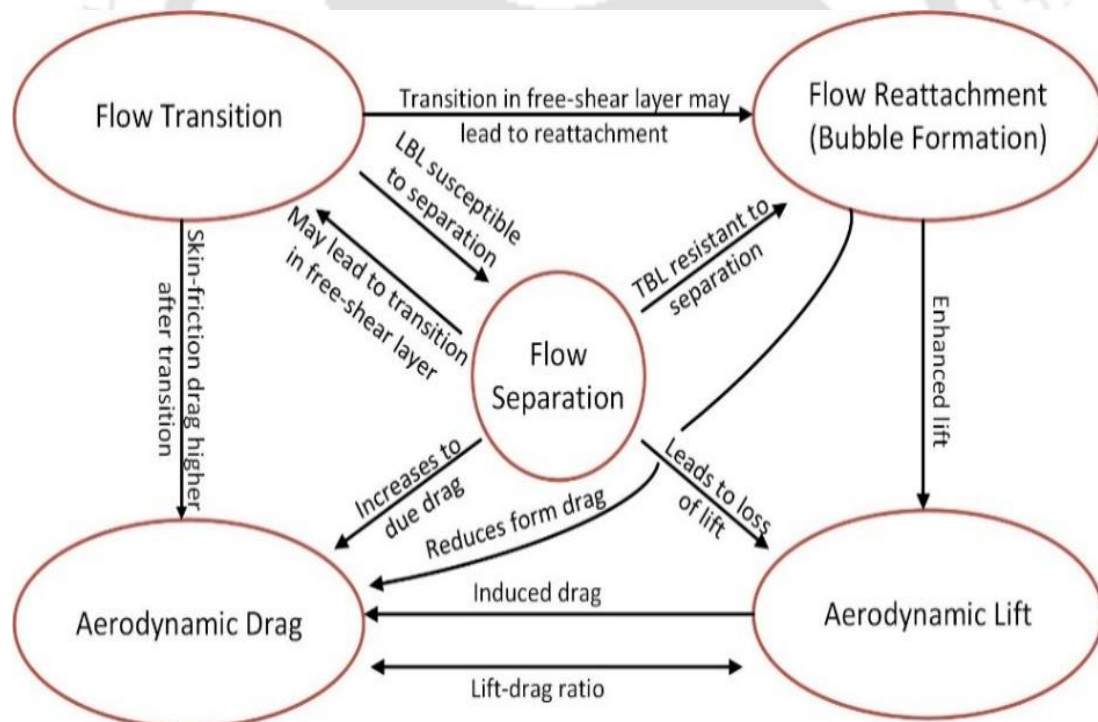 Flow Transition
Transition in free-shear layer may
lead to reattachment
Flow Reattachment
(Bubble Formation)
LBL susceptible
to separation
May lead to transition
in free-shear layer
TBL resistant to
separation
Skin-friction drag higher
after transition
Enhanced lift
Flow
Separation
Increases to
due drag
Reduces form drag
Leads to loss
of lift
Induced drag
Aerodynamic Drag
Aerodynamic Lift
Lift-drag ratio